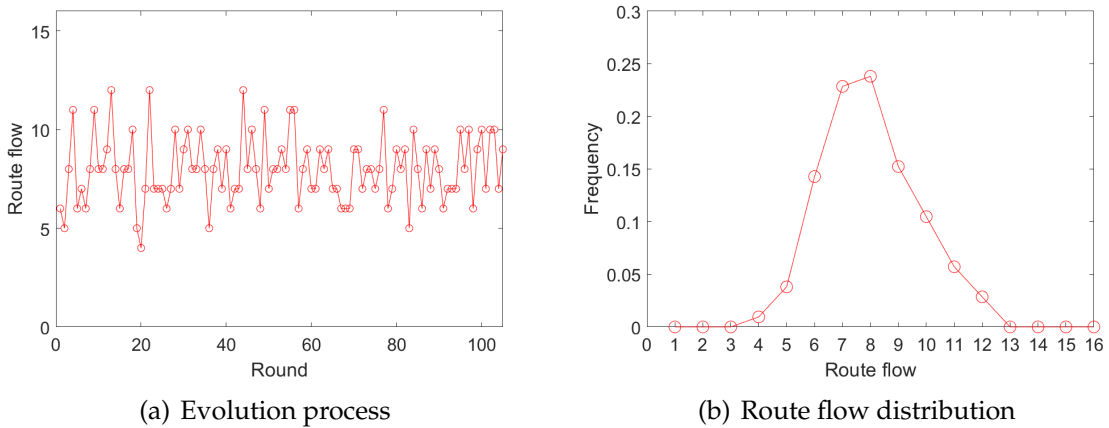 15
10
5
0
Route flow
0 20 40 60 80 100
Round
(a) Evolution process
0.3
0.25
0.2
0.15
0.1
0.05
0
Frequency
0 1 2 3 4 5 6 7 8 9 10 11 12 13 14 15 16
Route flow
(b) Route flow distribution